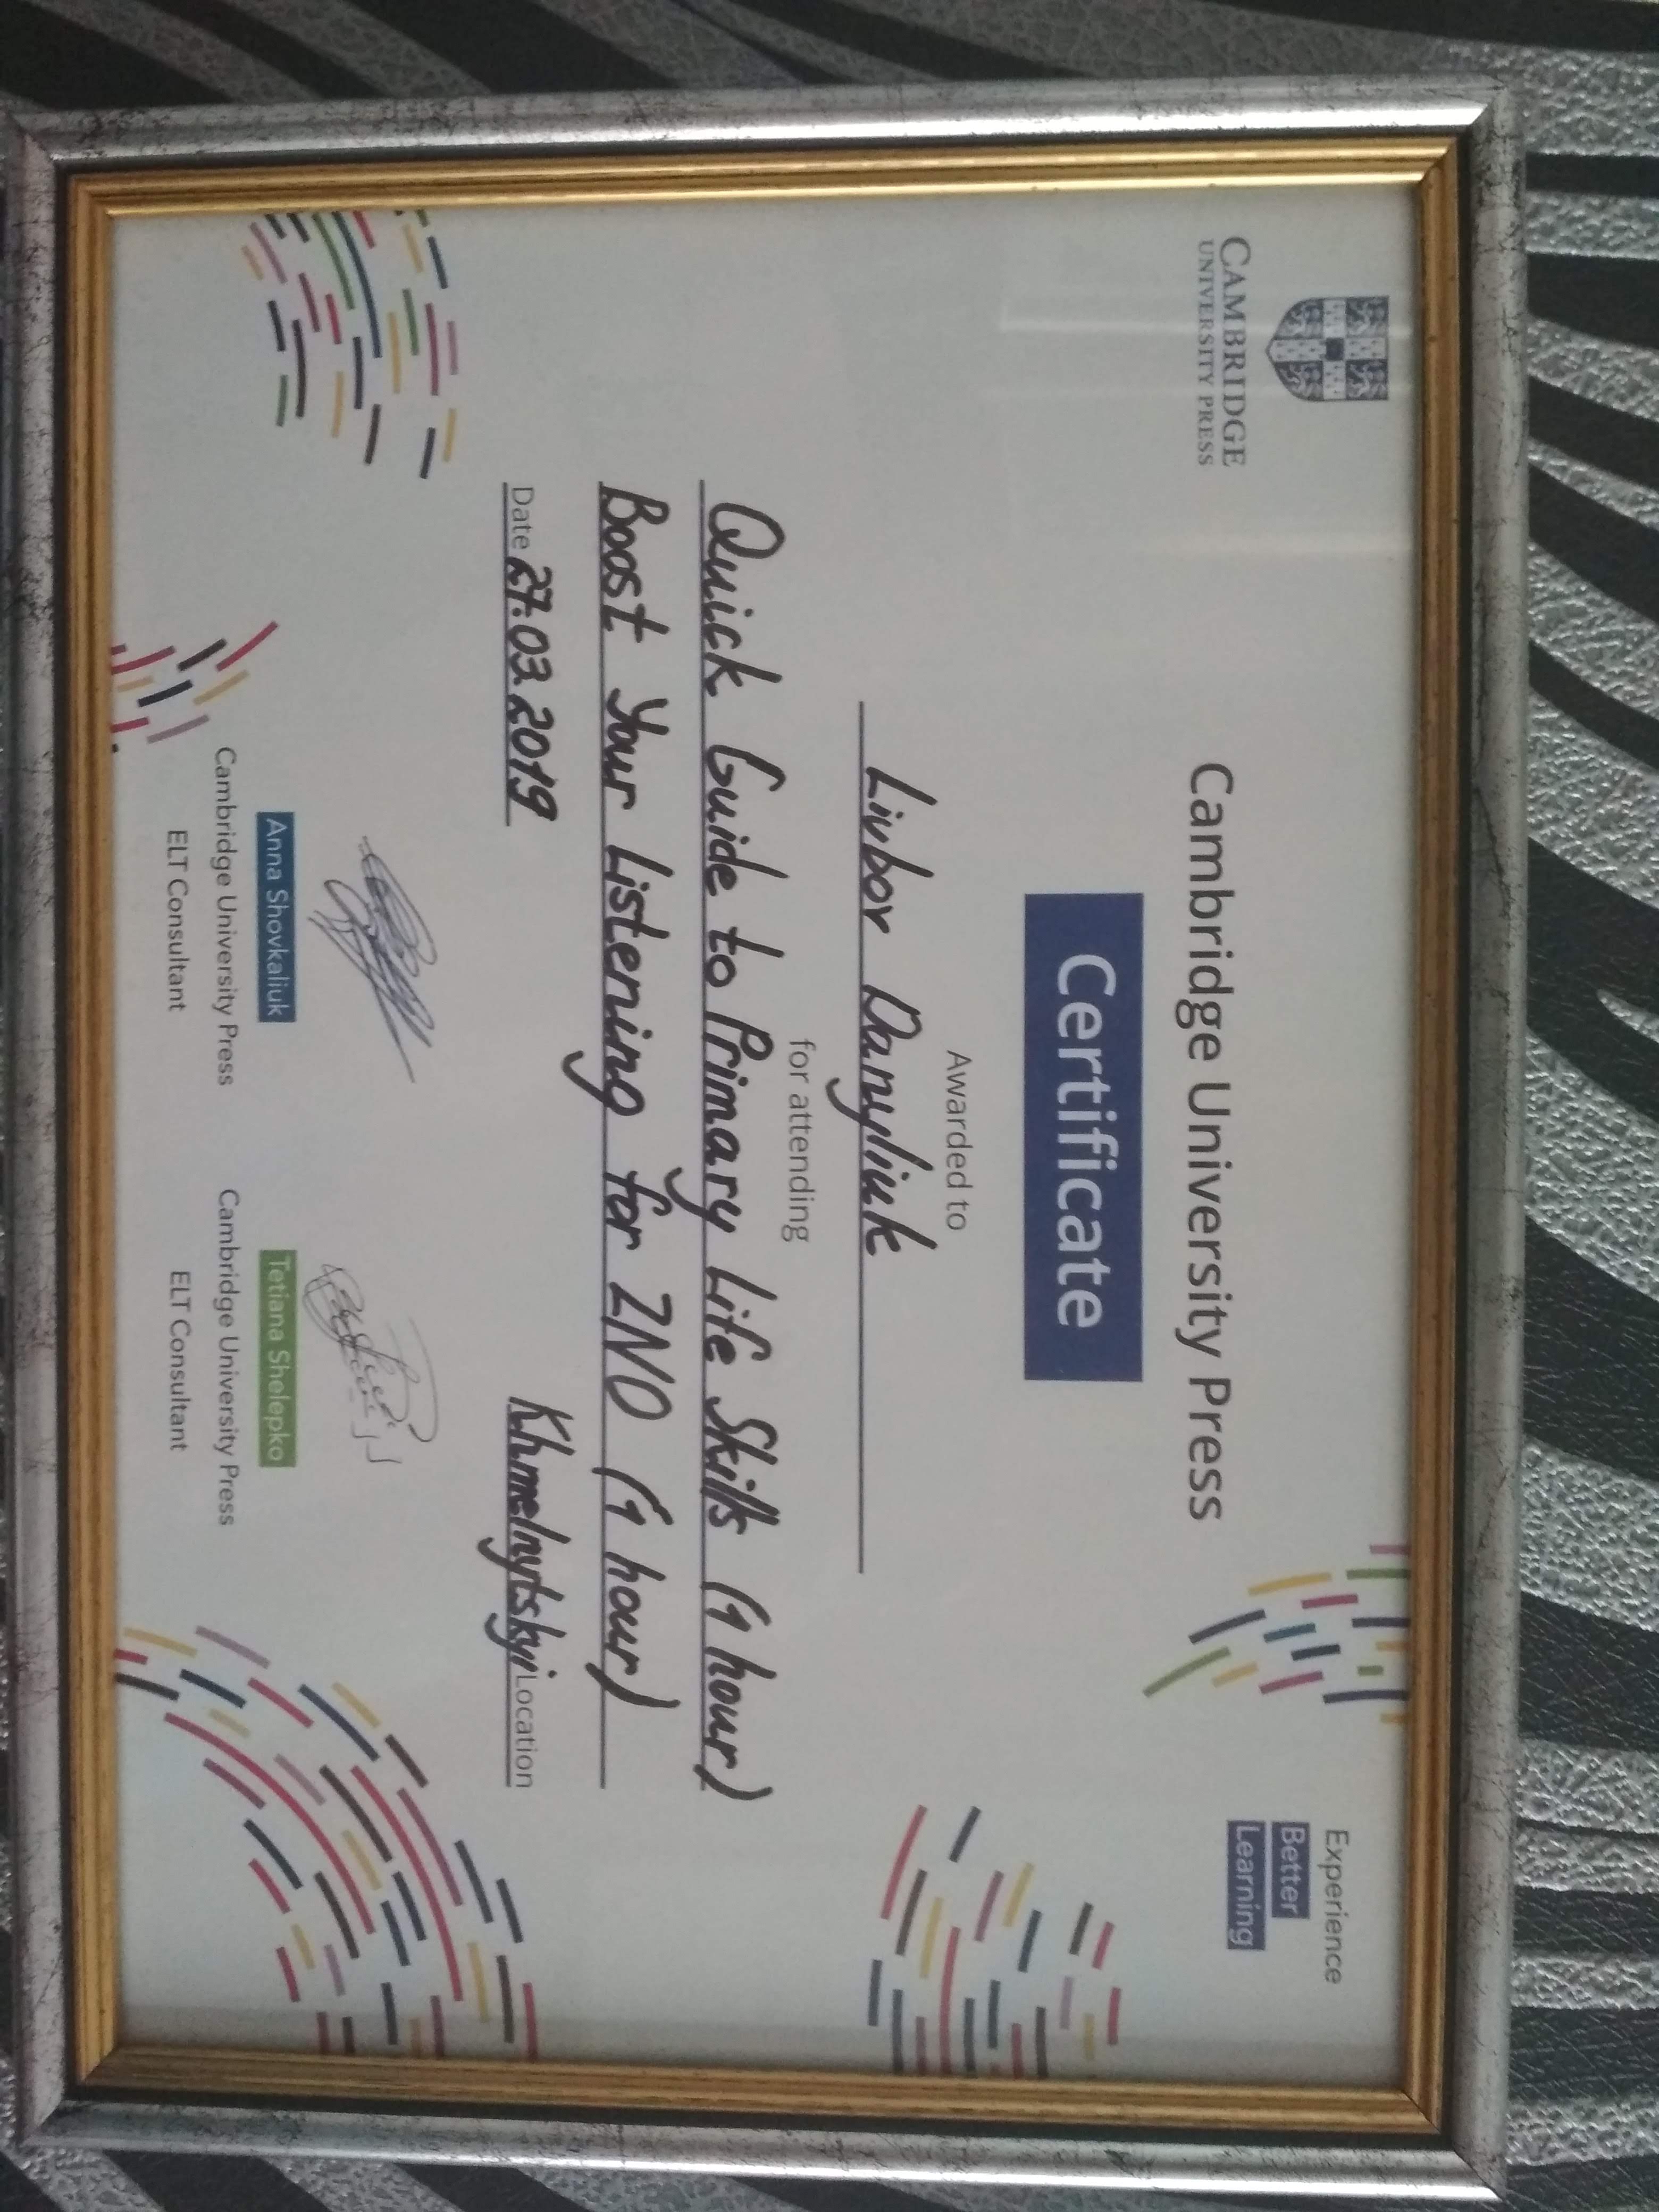 CAMBRIDGE
UNIVERSITY PRESS
Experience
Better
Learning
Cambridge University Press
Certificate
Awarded to
Liubov Danyliuk
for attending
Quick Guide to Primary Life Skills (1 hour)
Boost Your Listening for ZNO (1 hour)
Date 27.03.2019
Khmelnytskyi Location
Anna Shovkaliuk
Cambridge University Press
ELT Consultant
Tetiana Shelepko
Cambridge University Press
ELT Consultant